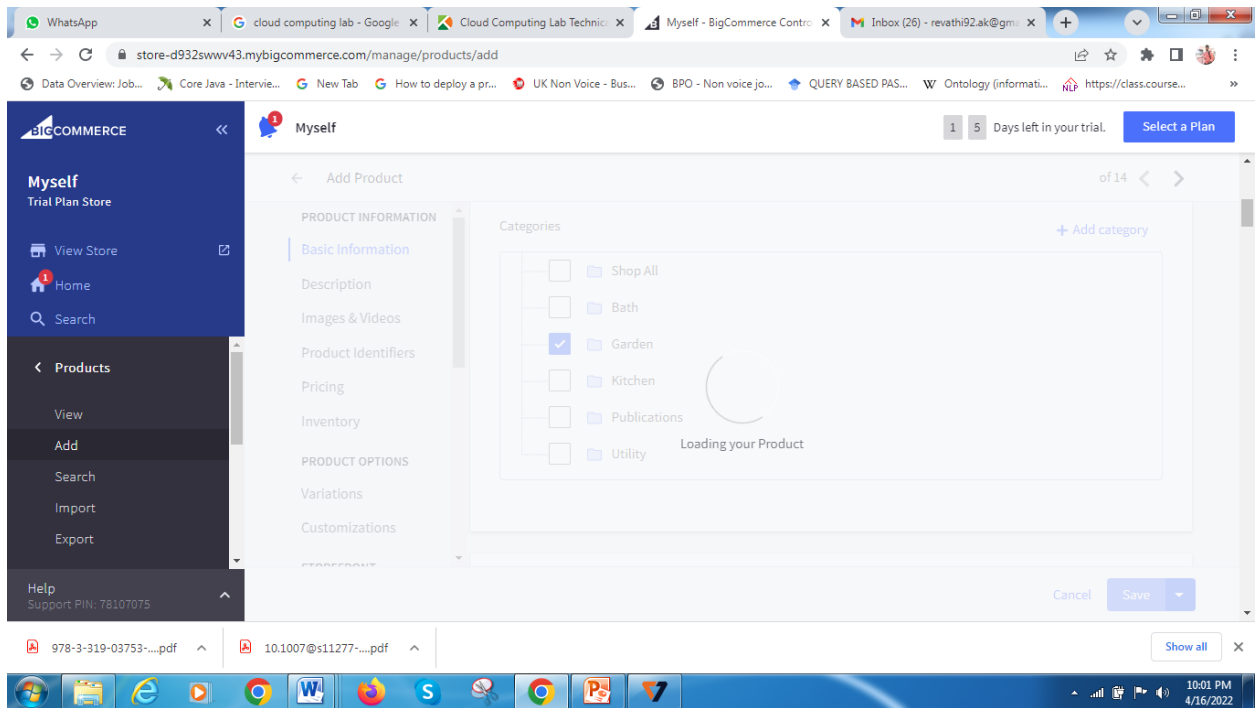 WhatsApp
cloud computing lab - Google
Cloud Computing Lab Technic
Myself - BigCommerce Contro
Inbox (26) - revathi92.ak@gma
store-d932swwv43.mybigcommerce.com/manage/products/add
Data Overview: Job...
Core Java - Intervie...
New Tab
How to deploy a pr...
UK Non Voice - Bus...
BPO - Non voice jo...
QUERY BASED PAS...
Ontology (informati...
https://class.course...
BIGCOMMERCE
1
Myself
1 5 Days left in your trial.
Select a Plan
Myself
Trial Plan Store
View Store
1
Home
Search
Products
View
Add
Search
Import
Export
Help
Support PIN: 78107075
Add Product
of 14
PRODUCT INFORMATION
Basic Information
Description
Images & Videos
Product Identifiers
Pricing
Inventory
PRODUCT OPTIONS
Variations
Customizations
STOREFRONT
Categories
+ Add category
Shop All
Bath
Garden
Kitchen
Publications
Utility
Loading your Product
Cancel
Save
978-3-319-03753-....pdf
10.1007@s11277-....pdf
Show all
10:01 PM
4/16/2022